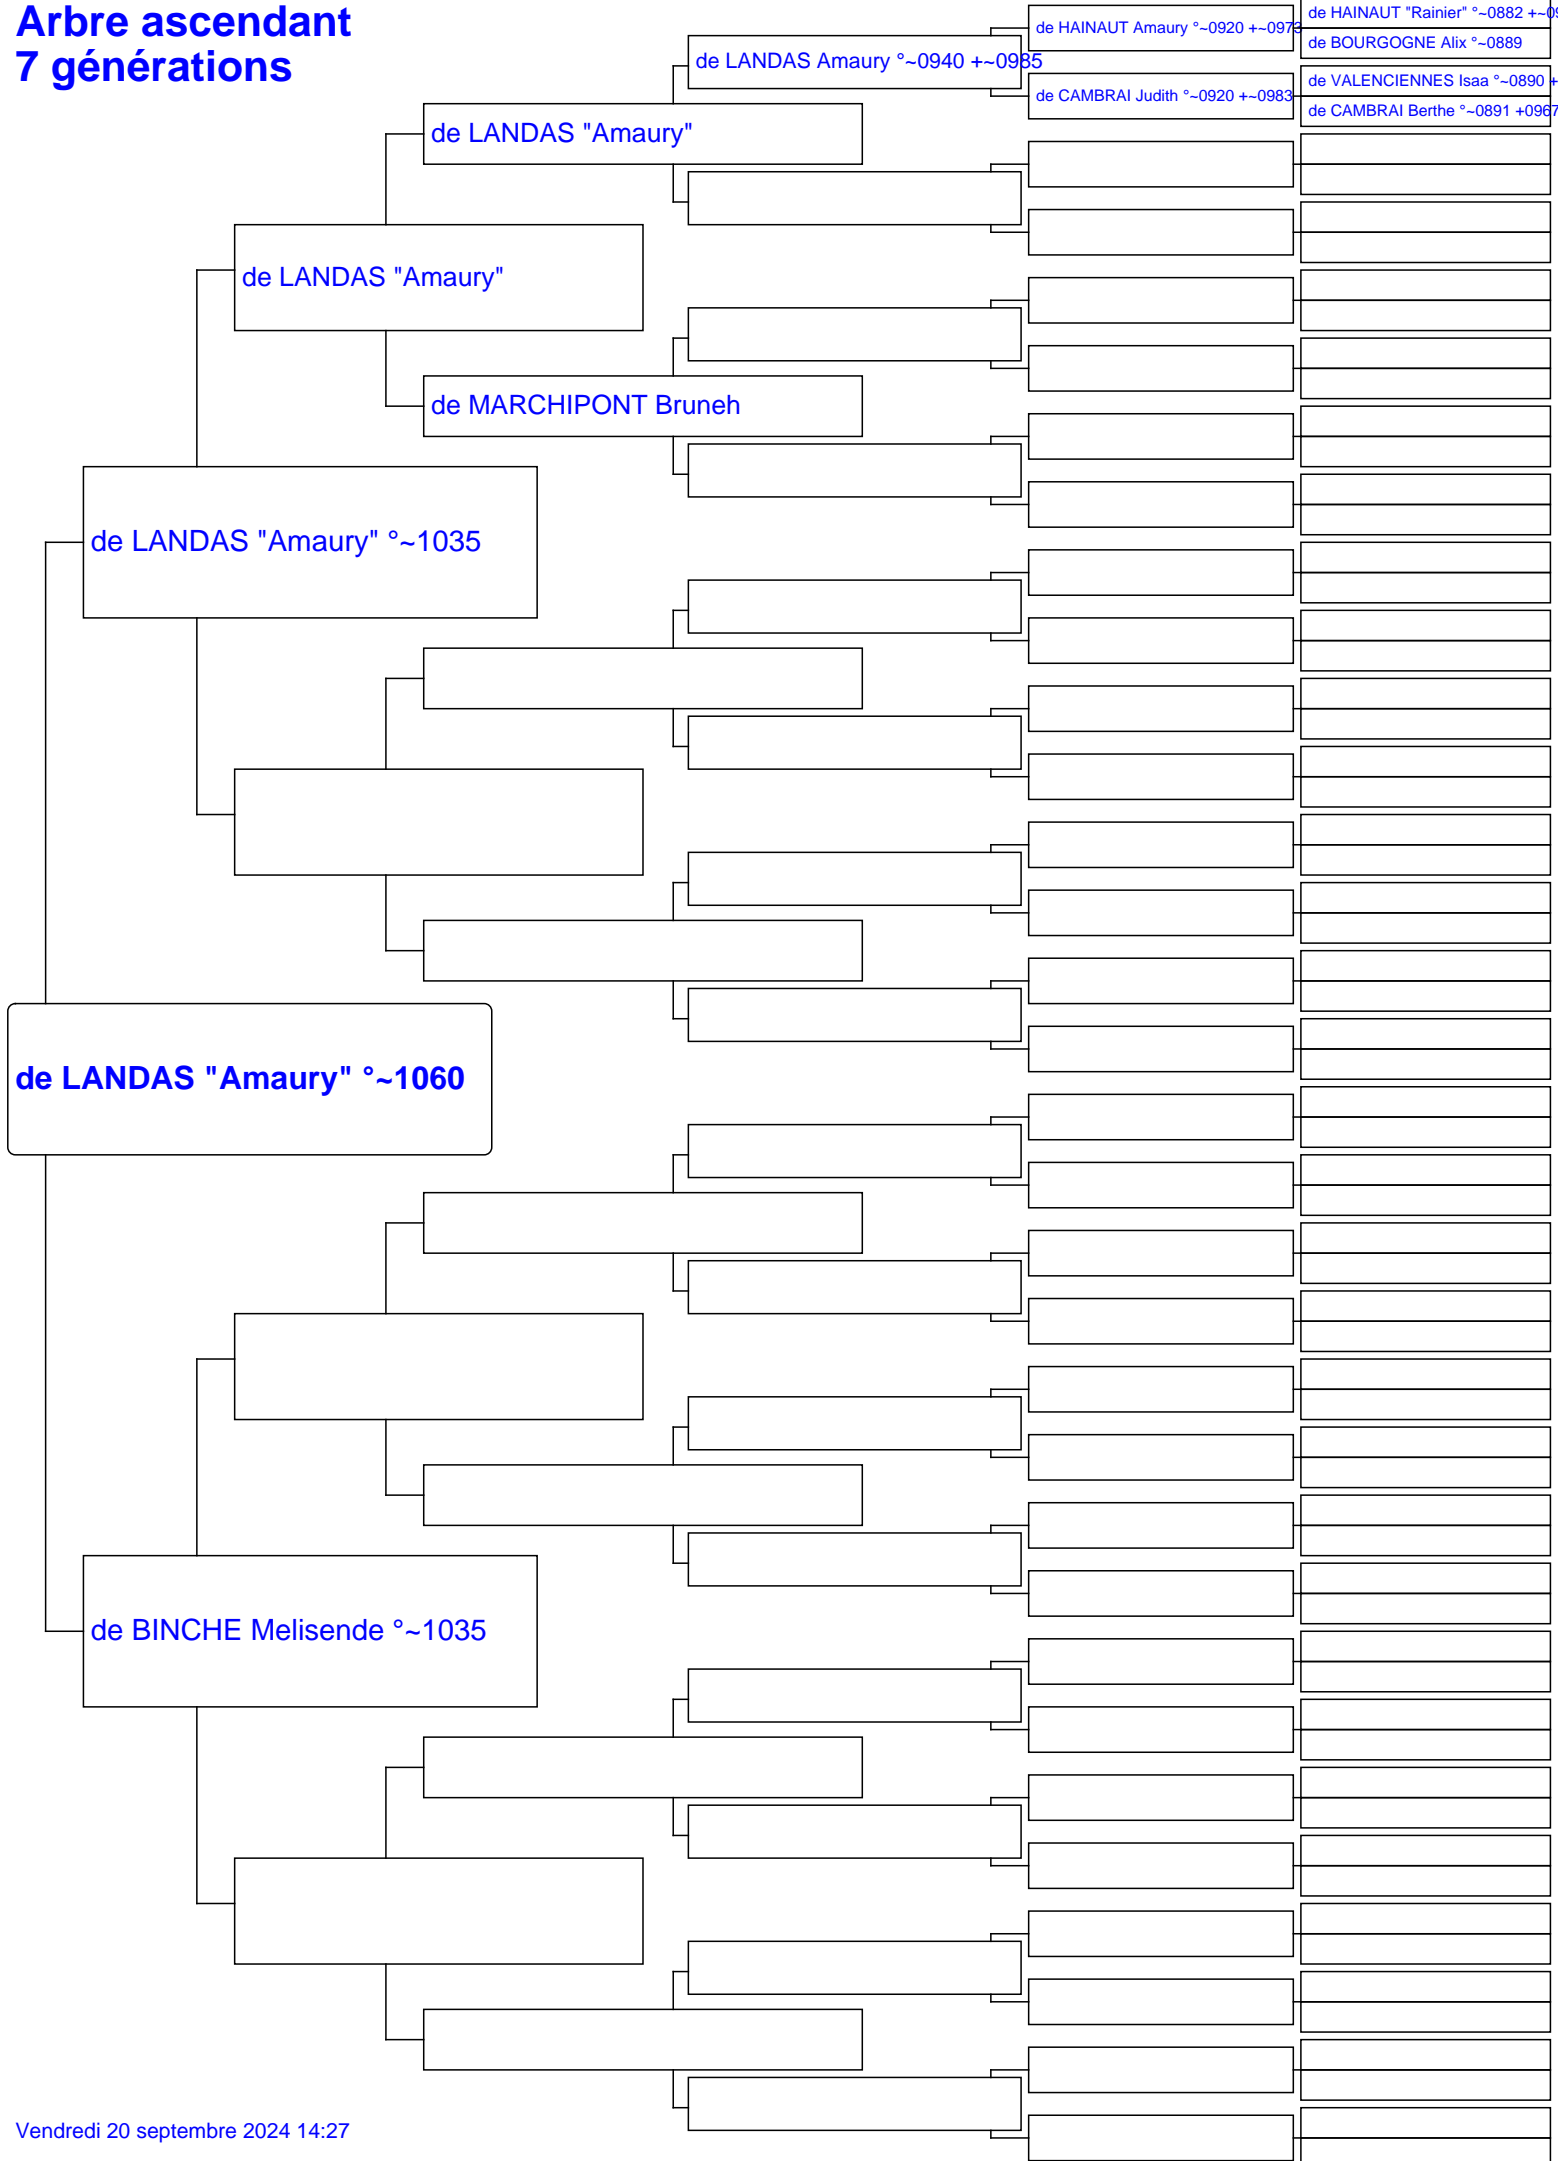 Arbre ascendant
7 générations
de HAINAUT "Rainier" °~0882 +~09
de HAINAUT Amaury °~0920 +~0973
de BOURGOGNE Alix °~0889
de LANDAS Amaury °~0940 +~0985
de VALENCIENNES Isaa °~0890 +
de CAMBRAI Judith °~0920 +~0983
de CAMBRAI Berthe °~0891 +0967
de LANDAS "Amaury"
de LANDAS "Amaury"
de MARCHIPONT Bruneh
de LANDAS "Amaury" °~1035
de LANDAS "Amaury" °~1060
de BINCHE Melisende °~1035
Vendredi 20 septembre 2024 14:27